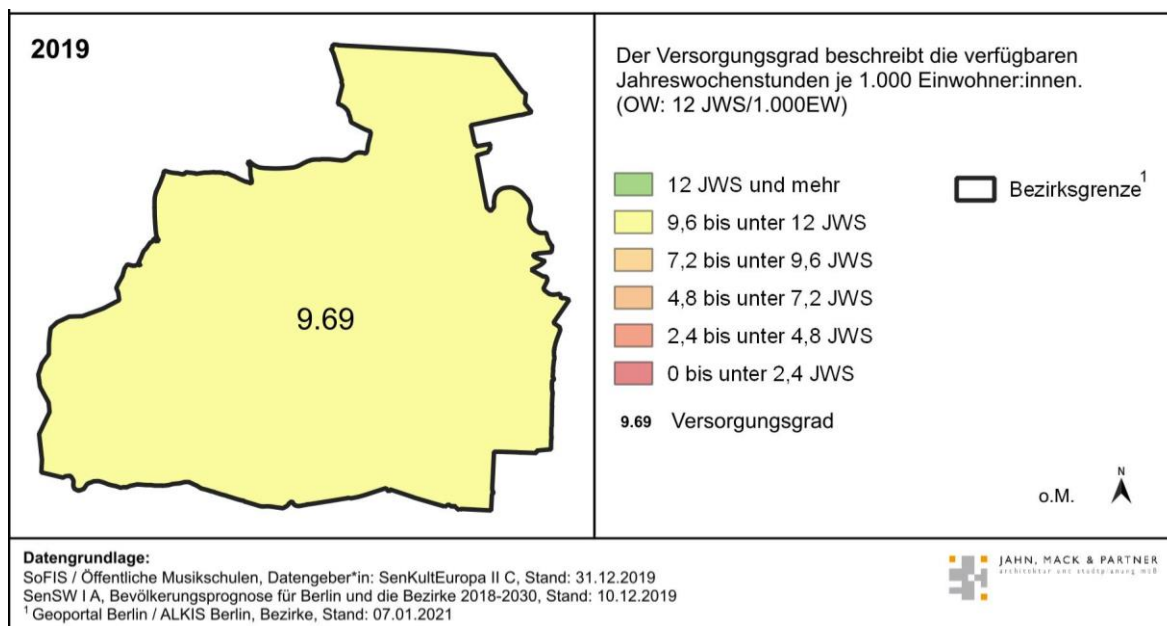 2019
9.69
Der Versorgungsgrad beschreibt die verfügbaren
Jahreswochenstunden je 1.000 Einwohner:innen.
(OW: 12 JWS/1.000EW)
12 JWS und mehr
9,6 bis unter 12 JWS
7,2 bis unter 9,6 JWS
4,8 bis unter 7,2 JWS
2,4 bis unter 4,8 JWS
0 bis unter 2,4 JWS
9.69 Versorgungsgrad
Bezirksgrenze¹
N
o.M.
Datengrundlage:
SoFIS / Öffentliche Musikschulen, Datengeber*in: SenKultEuropa II C, Stand: 31.12.2019
SenSW I A, Bevölkerungsprognose für Berlin und die Bezirke 2018-2030, Stand: 10.12.2019
¹ Geoportal Berlin / ALKIS Berlin, Bezirke, Stand: 07.01.2021
JAHN, MACK & PARTNER
architektur und stadtplanung mbB